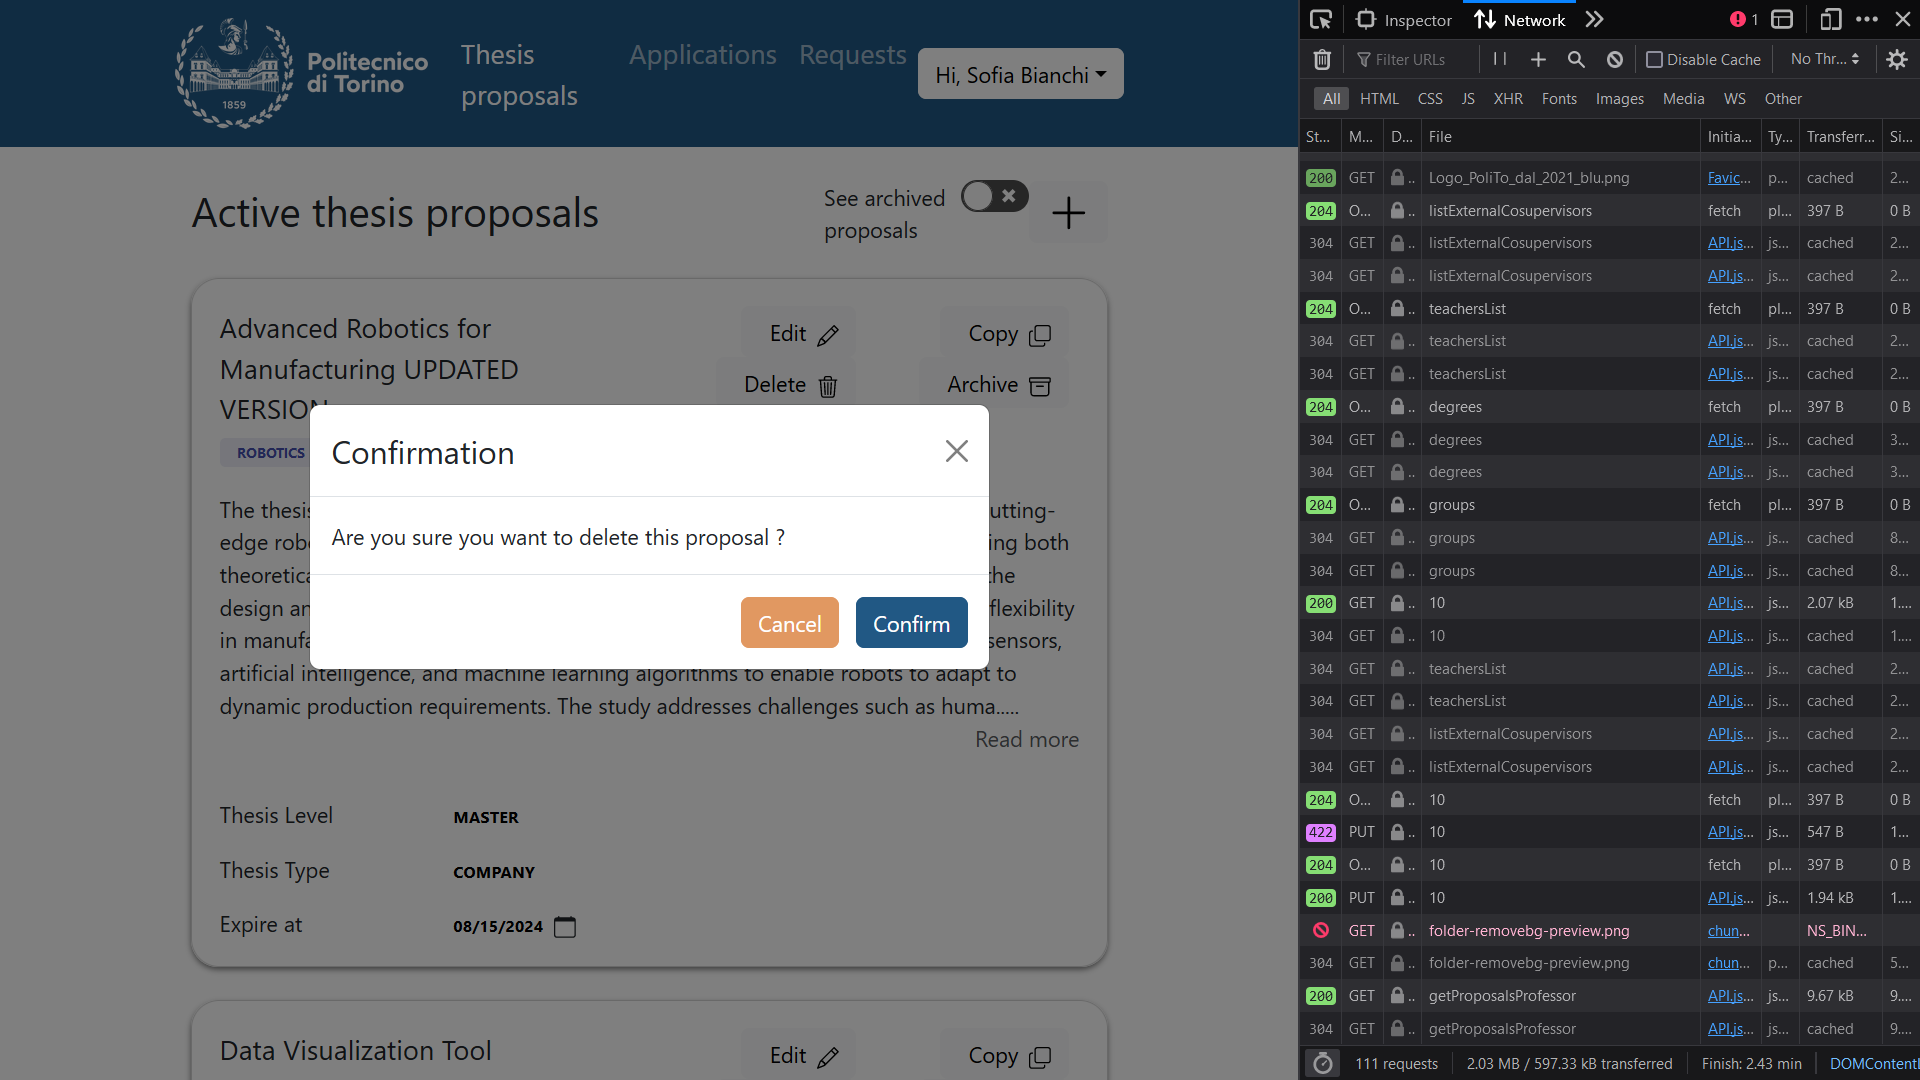 Politecnico
di Torino
1859
Thesis
proposals
Applications
Requests
Hi, Sofia Bianchi
Active thesis proposals
See archived
proposals
Advanced Robotics for
Manufacturing UPDATED
VERSION
Edit
Copy
Delete
Archive
ROBOTICS
Confirmation
Are you sure you want to delete this proposal ?
Cancel
Confirm
The thesis utting-
edge rob ing both
theoretica the
design an flexibility
in manufa sensors,
artificial intelligence, and machine learning algorithms to enable robots to adapt to
dynamic production requirements. The study addresses challenges such as huma.....
Read more
Thesis Level MASTER
Thesis Type COMPANY
Expire at 08/15/2024
Data Visualization Tool
Edit
Copy
Inspector
Network
1
Filter URLs
Disable Cache
No Thr...
All HTML CSS JS XHR Fonts Images Media WS Other
St... M... D... File Initia... Ty... Transferr... Si...
200 GET .. Logo_PoliTo_dal_2021_blu.png Favic... p... cached 2...
204 O... .. listExternalCosupervisors fetch pl... 397 B 0 B
304 GET .. listExternalCosupervisors API.js... js... cached 2...
304 GET .. listExternalCosupervisors API.js... js... cached 2...
204 O... .. teachersList fetch pl... 397 B 0 B
304 GET .. teachersList API.js... js... cached 2...
304 GET .. teachersList API.js... js... cached 2...
204 O... .. degrees fetch pl... 397 B 0 B
304 GET .. degrees API.js... js... cached 3...
304 GET .. degrees API.js... js... cached 3...
204 O... .. groups fetch pl... 397 B 0 B
304 GET .. groups API.js... js... cached 8...
304 GET .. groups API.js... js... cached 8...
200 GET .. 10 API.js... js... 2.07 kB 1....
304 GET .. 10 API.js... js... cached 1....
304 GET .. teachersList API.js... js... cached 2...
304 GET .. teachersList API.js... js... cached 2...
304 GET .. listExternalCosupervisors API.js... js... cached 2...
304 GET .. listExternalCosupervisors API.js... js... cached 2...
204 O... .. 10 fetch pl... 397 B 0 B
422 PUT .. 10 API.js... js... 547 B 1...
204 O... .. 10 fetch pl... 397 B 0 B
200 PUT .. 10 API.js... js... 1.94 kB 1....
GET .. folder-removebg-preview.png chun... NS_BIN...
304 GET .. folder-removebg-preview.png chun... p... cached 5...
200 GET .. getProposalsProfessor API.js... js... 9.67 kB 9....
304 GET .. getProposalsProfessor API.js... js... cached 9....
111 requests 2.03 MB / 597.33 kB transferred Finish: 2.43 min DOMContent